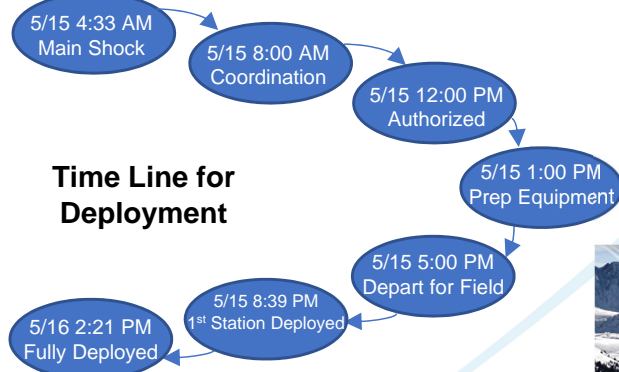 5/15 4:33 AM
Main Shock
5/15 8:00 AM
Coordination
5/15 12:00 PM
Authorized
5/15 1:00 PM
Prep Equipment
Time Line for
Deployment
5/15 5:00 PM
Depart for Field
5/15 8:39 PM
1st Station Deployed
5/16 2:21 PM
Fully Deployed